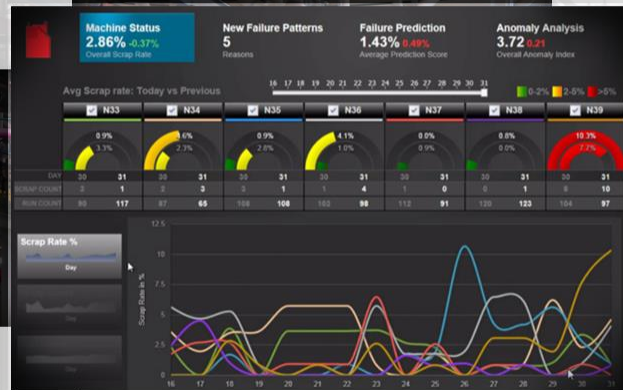 Machine Status
2.86% -0.37%
Overall Scrap Rate
New Failure Patterns
5
Reasons
Failure Prediction
1.43% 0.49%
Average Prediction Score
Anomaly Analysis
3.72 0.21
Overall Anomaly Index
Avg Scrap rate: Today vs Previous
16 17 18 19 20 21 22 23 24 25 26 27 28 29 30 31
0-2% 2-5% >5%
N33 N34 N35 N36 N37 N38 N39
0.9% 4.6% 0.9% 4.1% 0.0% 0.8% 10.3%
3.3% 2.3% 2.8% 1.0% 0.9% 0.0% 7.7%
DAY 30 31 30 31 30 31 30 31 30 31 30 31 30 31
SCRAP COUNT 3 1 2 3 3 1 1 4 1 0 0 1 8 10
RUN COUNT 90 117 87 65 108 108 102 98 112 91 120 123 104 97
Scrap Rate %
Day
Day
Day
Scrap Rate in %
12.5
10
7.5
5
2.5
0
16 17 18 19 20 21 22 23 24 25 26 27 28 29 30 31